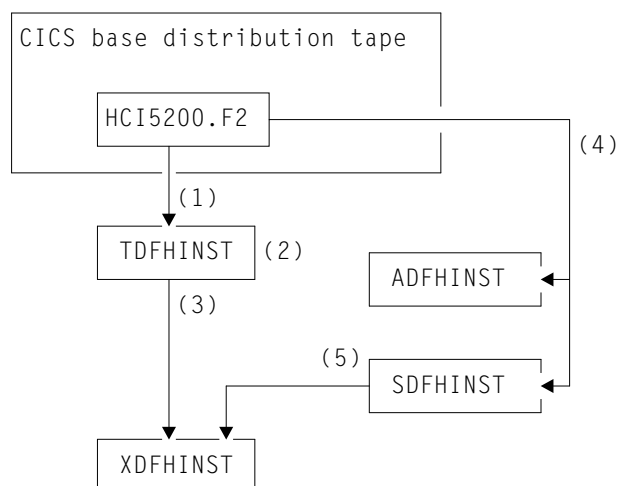 CICS base distribution tape
HCI5200.F2
(4)
(1)
TDFHINST (2)
ADFHINST
(3)
(5)
SDFHINST
XDFHINST